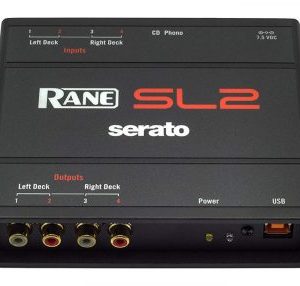 1 2 3 4 CD Phono
Left Deck Right Deck 7.5 VDC
Inputs
RANE SL2
serato
Outputs
Left Deck Right Deck
1 2 3 4 Power USB